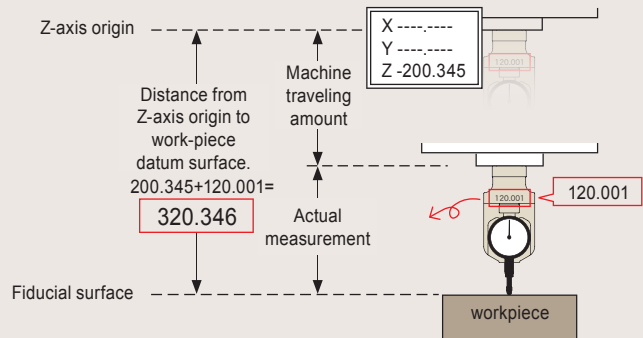 Z-axis origin
X ----.----
Y ----.----
Z -200.345
120.001
Machine
traveling
amount
Distance from
Z-axis origin to
work-piece
datum surface.
200.345+120.001=
320.346
Actual
measurement
120.001
120.001
Fiducial surface
workpiece